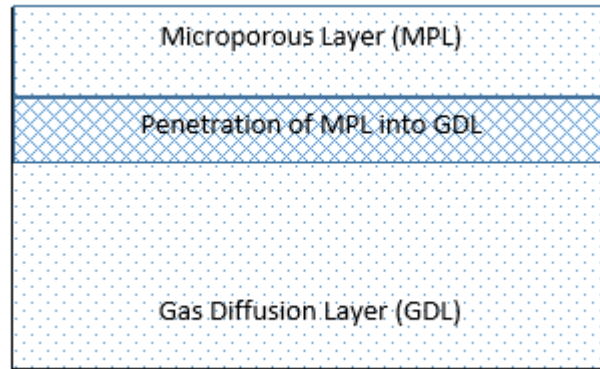 Microporous Layer (MPL)
Penetration of MPL into GDL
Gas Diffusion Layer (GDL)